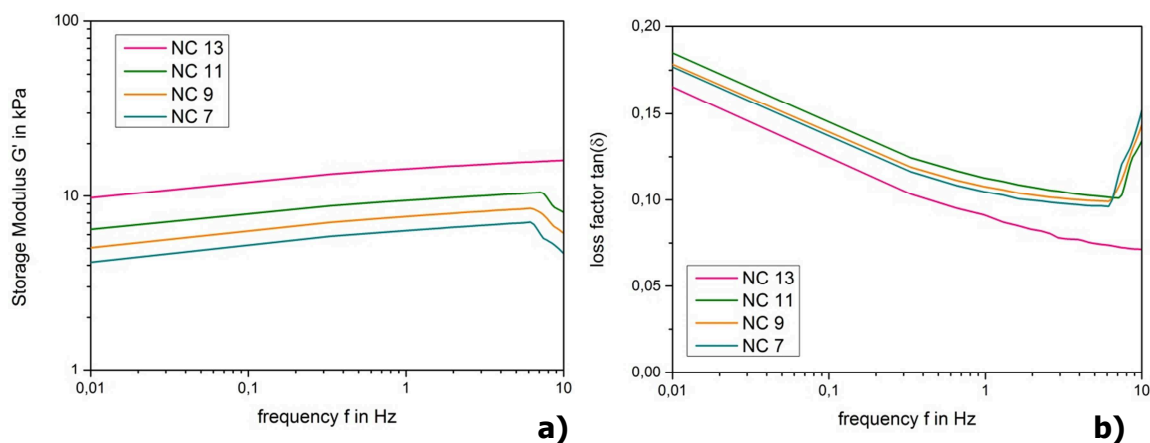 100
10
1
Storage Modulus G' in kPa
NC 13
NC 11
NC 9
NC 7
0,01
0,1
1
10
frequency f in Hz
a)
0,20
0,15
0,10
0,05
0,00
loss factor tan(δ)
NC 13
NC 11
NC 9
NC 7
0,01
0,1
1
10
frequency f in Hz
b)